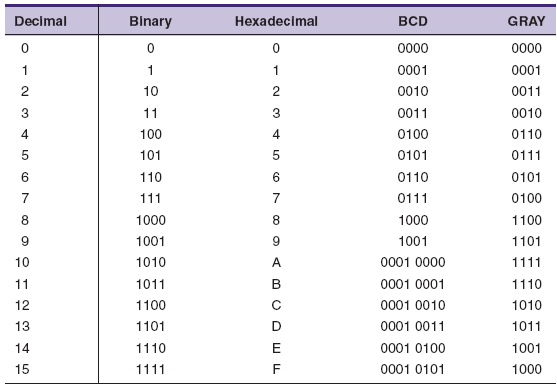 Decimal Binary Hexadecimal BCD GRAY
0 0 0 0000 0000
1 1 1 0001 0001
2 10 2 0010 0011
3 11 3 0011 0010
4 100 4 0100 0110
5 101 5 0101 0111
6 110 6 0110 0101
7 111 7 0111 0100
8 1000 8 1000 1100
9 1001 9 1001 1101
10 1010 A 0001 0000 1111
11 1011 B 0001 0001 1110
12 1100 C 0001 0010 1010
13 1101 D 0001 0011 1011
14 1110 E 0001 0100 1001
15 1111 F 0001 0101 1000